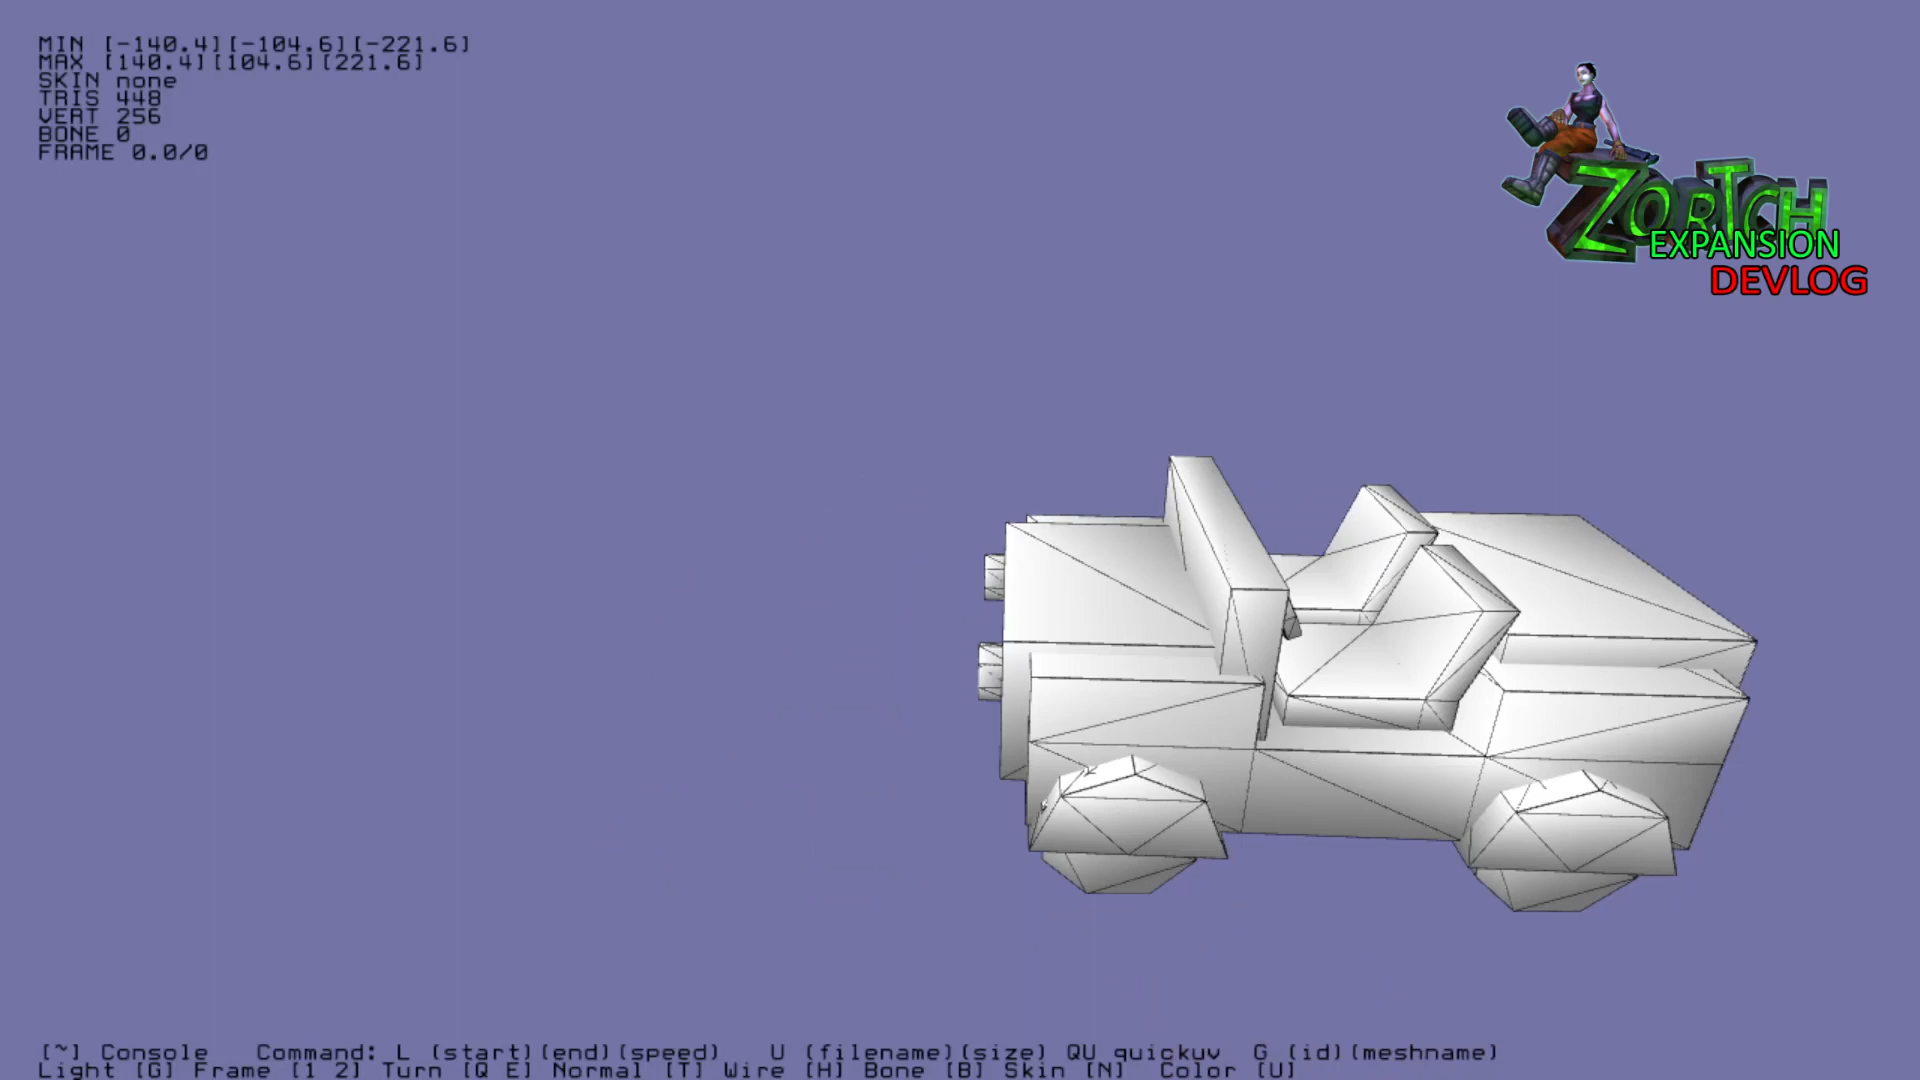 MIN [-140.4][-104.6][-221.6]
MAX [140.4][104.6][221.6]
SKIN none
TRIS 448
VERT 256
BONE 0
FRAME 0.0/0
ZORTCH
EXPANSION
DEVLOG
[~] Console Command: L (start)(end)(speed) U (filename)(size) QU quickuv G (id)(meshname)
Light [G] Frame [1 2] Turn [Q E] Normal [T] Wire [H] Bone [B] Skin [N] Color [U]